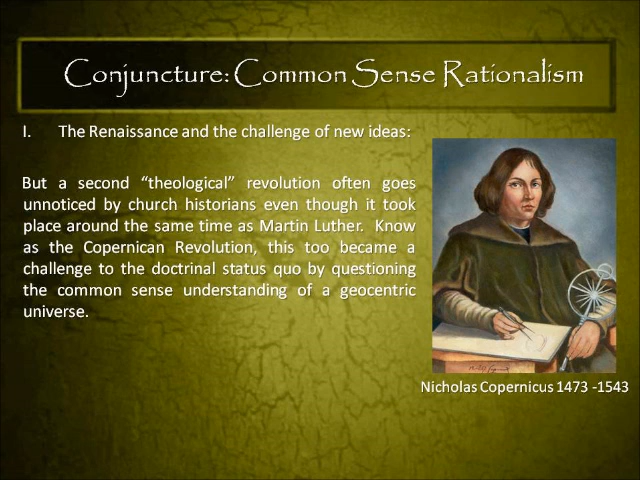 Conjuncture: Common Sense Rationalism
I. The Renaissance and the challenge of new ideas:
But a second “theological” revolution often goes
unnoticed by church historians even though it took
place around the same time as Martin Luther. Know
as the Copernican Revolution, this too became a
challenge to the doctrinal status quo by questioning
the common sense understanding of a geocentric
universe.
Nicholas Copernicus 1473 -1543